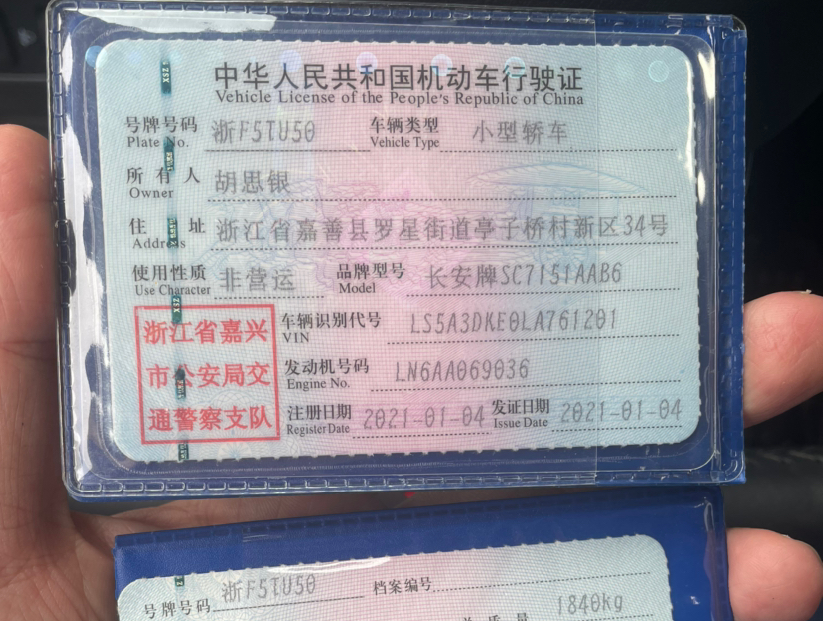 中华人民共和国机动车行驶证
Vehicle License of the People's Republic of China
号牌号码 浙F5TU50 车辆类型 小型轿车
Plate No. Vehicle Type
所有人 胡思银
Owner
住址 浙江省嘉善县罗星街道亭子桥村新区34号
Address
使用性质 非营运 品牌型号 长安牌SC7151AAB6
Use Character Model
浙江省嘉兴
市公安局交
通警察支队
车辆识别代号 LS5A3DKE0LA761201
VIN
发动机号码 LN6AA069036
Engine No.
注册日期 2021-01-04 发证日期 2021-01-04
Register Date Issue Date
号牌号码 浙F5TU50 档案编号
1840kg